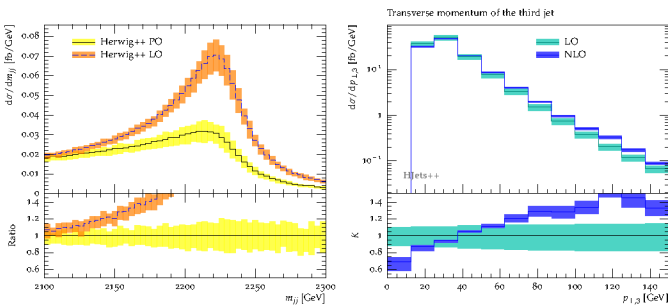 Herwig++ PO
Herwig++ LO
dσ/dm_jj [fb/GeV]
0.08
0.07
0.06
0.05
0.04
0.03
0.02
0.01
0
Ratio
1.4
1.2
1
0.8
0.6
2100
2150
2200
2250
2300
m_jj [GeV]
Transverse momentum of the third jet
LO
NLO
dσ/dp_⊥,3 [fb/GeV]
10^1
1
10^−1
HJets++
K
1.4
1.2
1
0.8
0.6
0
20
40
60
80
100
120
140
p_⊥,3 [GeV]